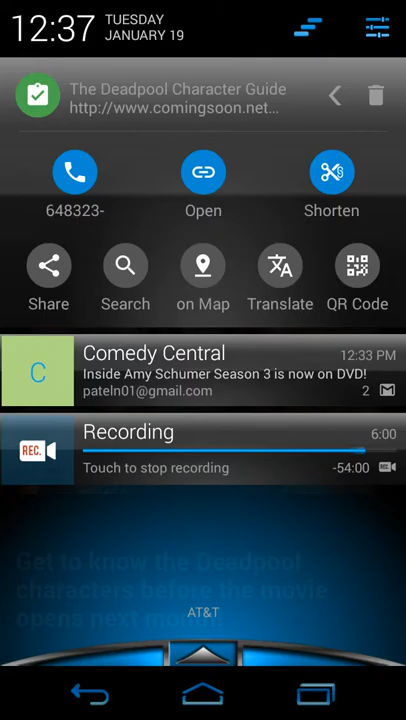 12:37
TUESDAY
JANUARY 19
The Deadpool Character Guide
http://www.comingsoon.net...
648323-
Open
Shorten
Share
Search
on Map
Translate
QR Code
C
Comedy Central
12:33 PM
Inside Amy Schumer Season 3 is now on DVD!
pateln01@gmail.com
2
REC.
Recording
6:00
Touch to stop recording
-54:00
REC
Get to know the Deadpool
characters before the movie
opens next month
AT&T